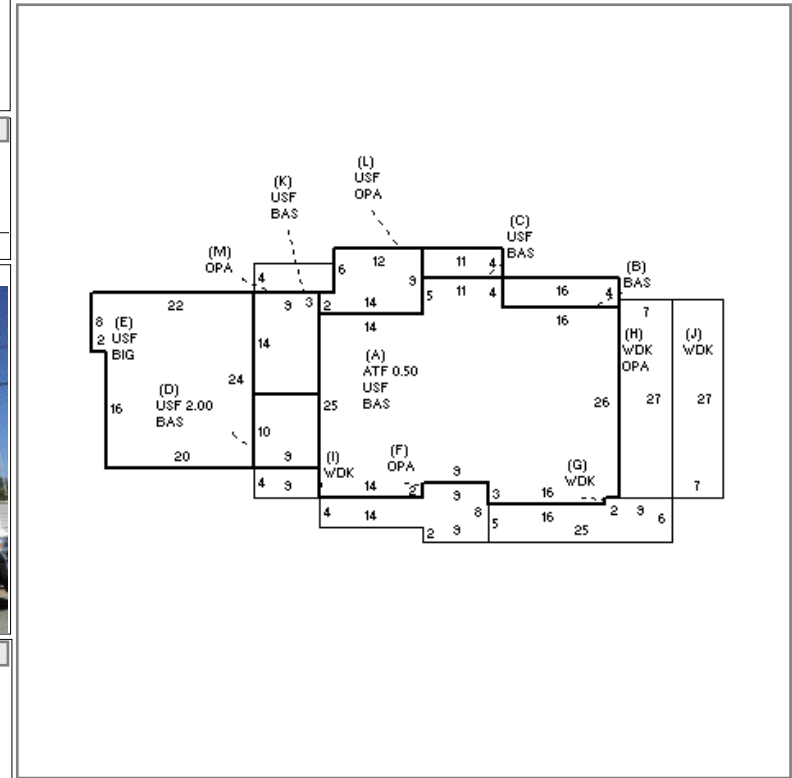 (L)
USF
OPA
(K)
USF
BAS
(C)
USF
BAS
(M)
OPA
(B)
BAS
4
6
12
11
4
9
22
9
3
2
14
5
11
4
16
4
14
16
7
8
(E)
2
USF
BIG
14
(H)
WDK
OPA
(J)
WDK
(A)
ATF 0.50
USF
BAS
24
(D)
USF 2.00
BAS
16
25
26
27
27
10
(I)
WDK
(F)
OPA
9
(G)
WDK
20
9
4
9
14
2
9
3
16
7
4
14
8
5
16
2
9
6
2
9
25